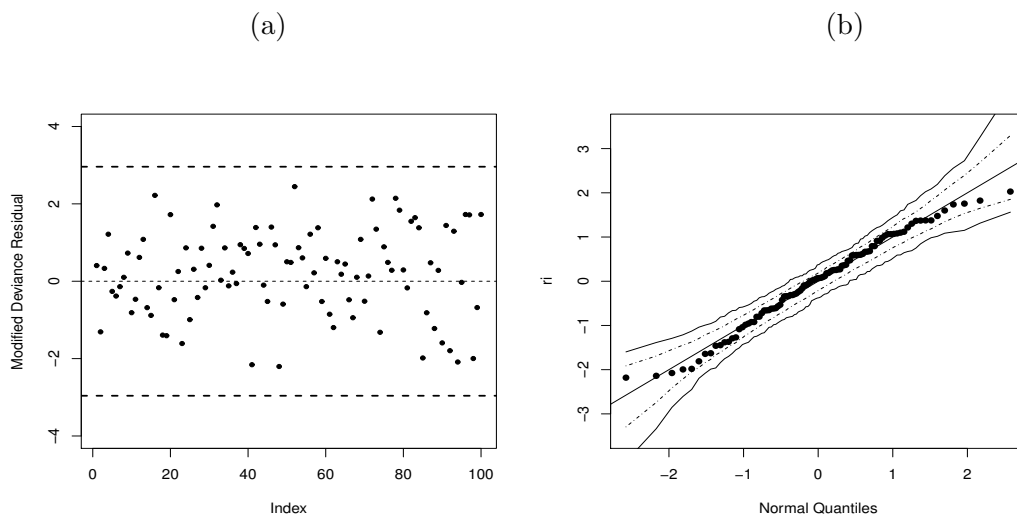 (a)
(b)
Modified Deviance Residual
4
2
0
−2
−4
0 20 40 60 80 100
Index
ri
3
2
1
0
−1
−2
−3
−2 −1 0 1 2
Normal Quantiles